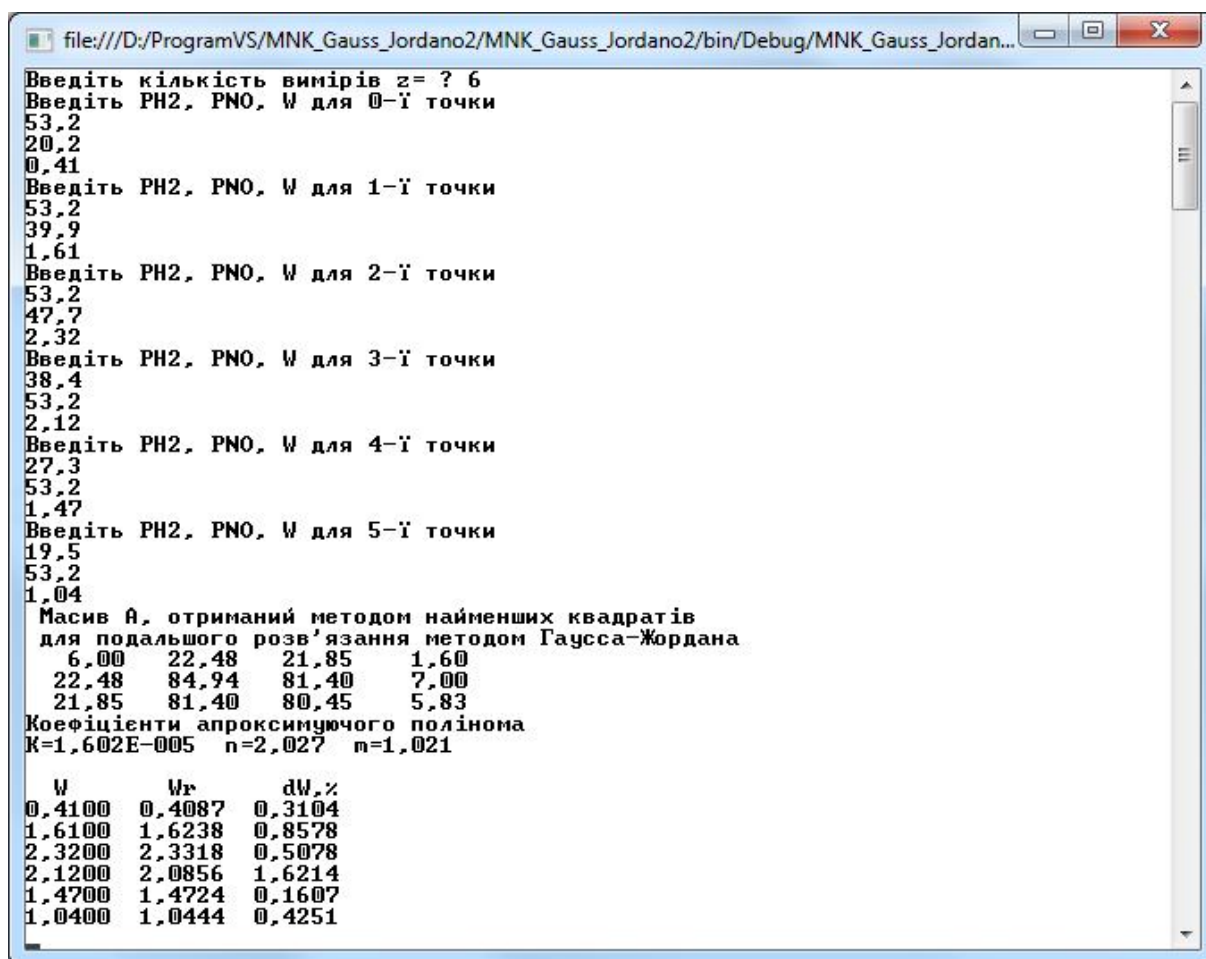 file:///D:/ProgramVS/MNK_Gauss_Jordano2/MNK_Gauss_Jordano2/bin/Debug/MNK_Gauss_Jordan...
Введіть кількість вимірів z= ? 6
Введіть PH2, PNO, W для 0-ї точки
53,2
20,2
0,41
Введіть PH2, PNO, W для 1-ї точки
53,2
39,9
1,61
Введіть PH2, PNO, W для 2-ї точки
53,2
47,7
2,32
Введіть PH2, PNO, W для 3-ї точки
38,4
53,2
2,12
Введіть PH2, PNO, W для 4-ї точки
27,3
53,2
1,47
Введіть PH2, PNO, W для 5-ї точки
19,5
53,2
1,04
Масив А, отриманий методом найменших квадратів
для подальшого розв'язання методом Гаусса-Жордана
6,00 22,48 21,85 1,60
22,48 84,94 81,40 7,00
21,85 81,40 80,45 5,83
Коефіцієнти апроксимуючого полінома
K=1,602E-005 n=2,027 m=1,021
W Wr dW,%
0,4100 0,4087 0,3104
1,6100 1,6238 0,8578
2,3200 2,3318 0,5078
2,1200 2,0856 1,6214
1,4700 1,4724 0,1607
1,0400 1,0444 0,4251